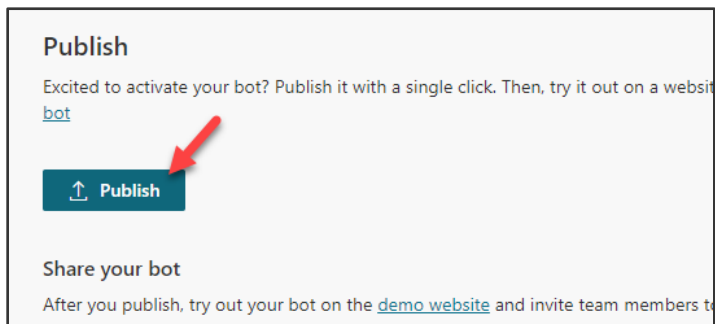 Publish
Excited to activate your bot? Publish it with a single click. Then, try it out on a websit
bot
Publish
Share your bot
After you publish, try out your bot on the demo website and invite team members to